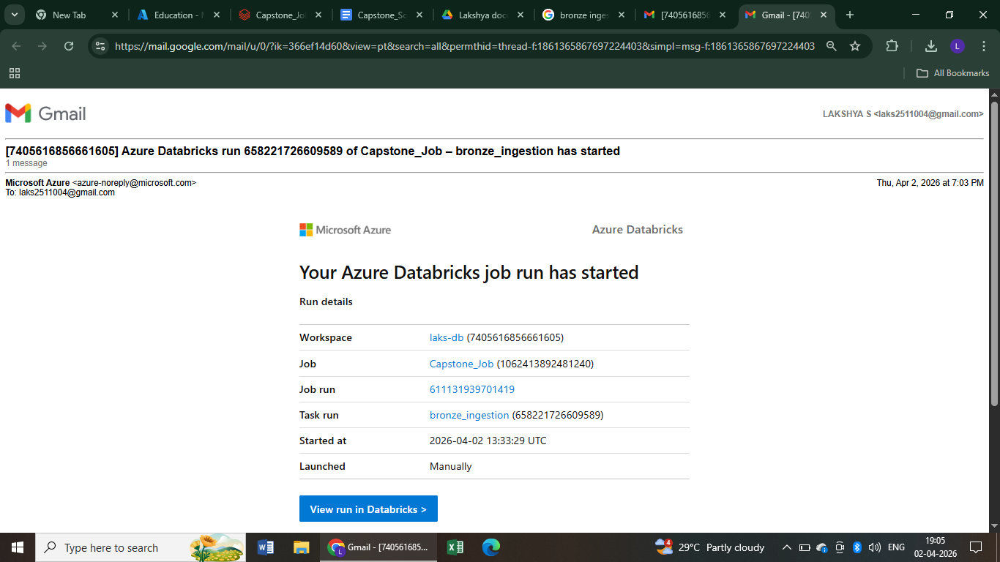 New Tab
Education - M
Capstone_Jo
Capstone_Sc
Lakshya doc
bronze inges
[7405616856
Gmail - [740
https://mail.google.com/mail/u/0/?ik=366ef14d60&view=pt&search=all&permthid=thread-f:1861365867697224403&simpl=msg-f:1861365867697224403
L
All Bookmarks
Gmail
LAKSHYA S <laks2511004@gmail.com>
[7405616856661605] Azure Databricks run 658221726609589 of Capstone_Job – bronze_ingestion has started
1 message
Microsoft Azure <azure-noreply@microsoft.com>
Thu, Apr 2, 2026 at 7:03 PM
To: laks2511004@gmail.com
Microsoft Azure
Azure Databricks
Your Azure Databricks job run has started
Run details
Workspace laks-db (7405616856661605)
Job Capstone_Job (1062413892481240)
Job run 611131939701419
Task run bronze_ingestion (658221726609589)
Started at 2026-04-02 13:33:29 UTC
Launched Manually
View run in Databricks >
Type here to search
Gmail - [740561685...
4
29°C Partly cloudy
ENG
19:05
02-04-2026